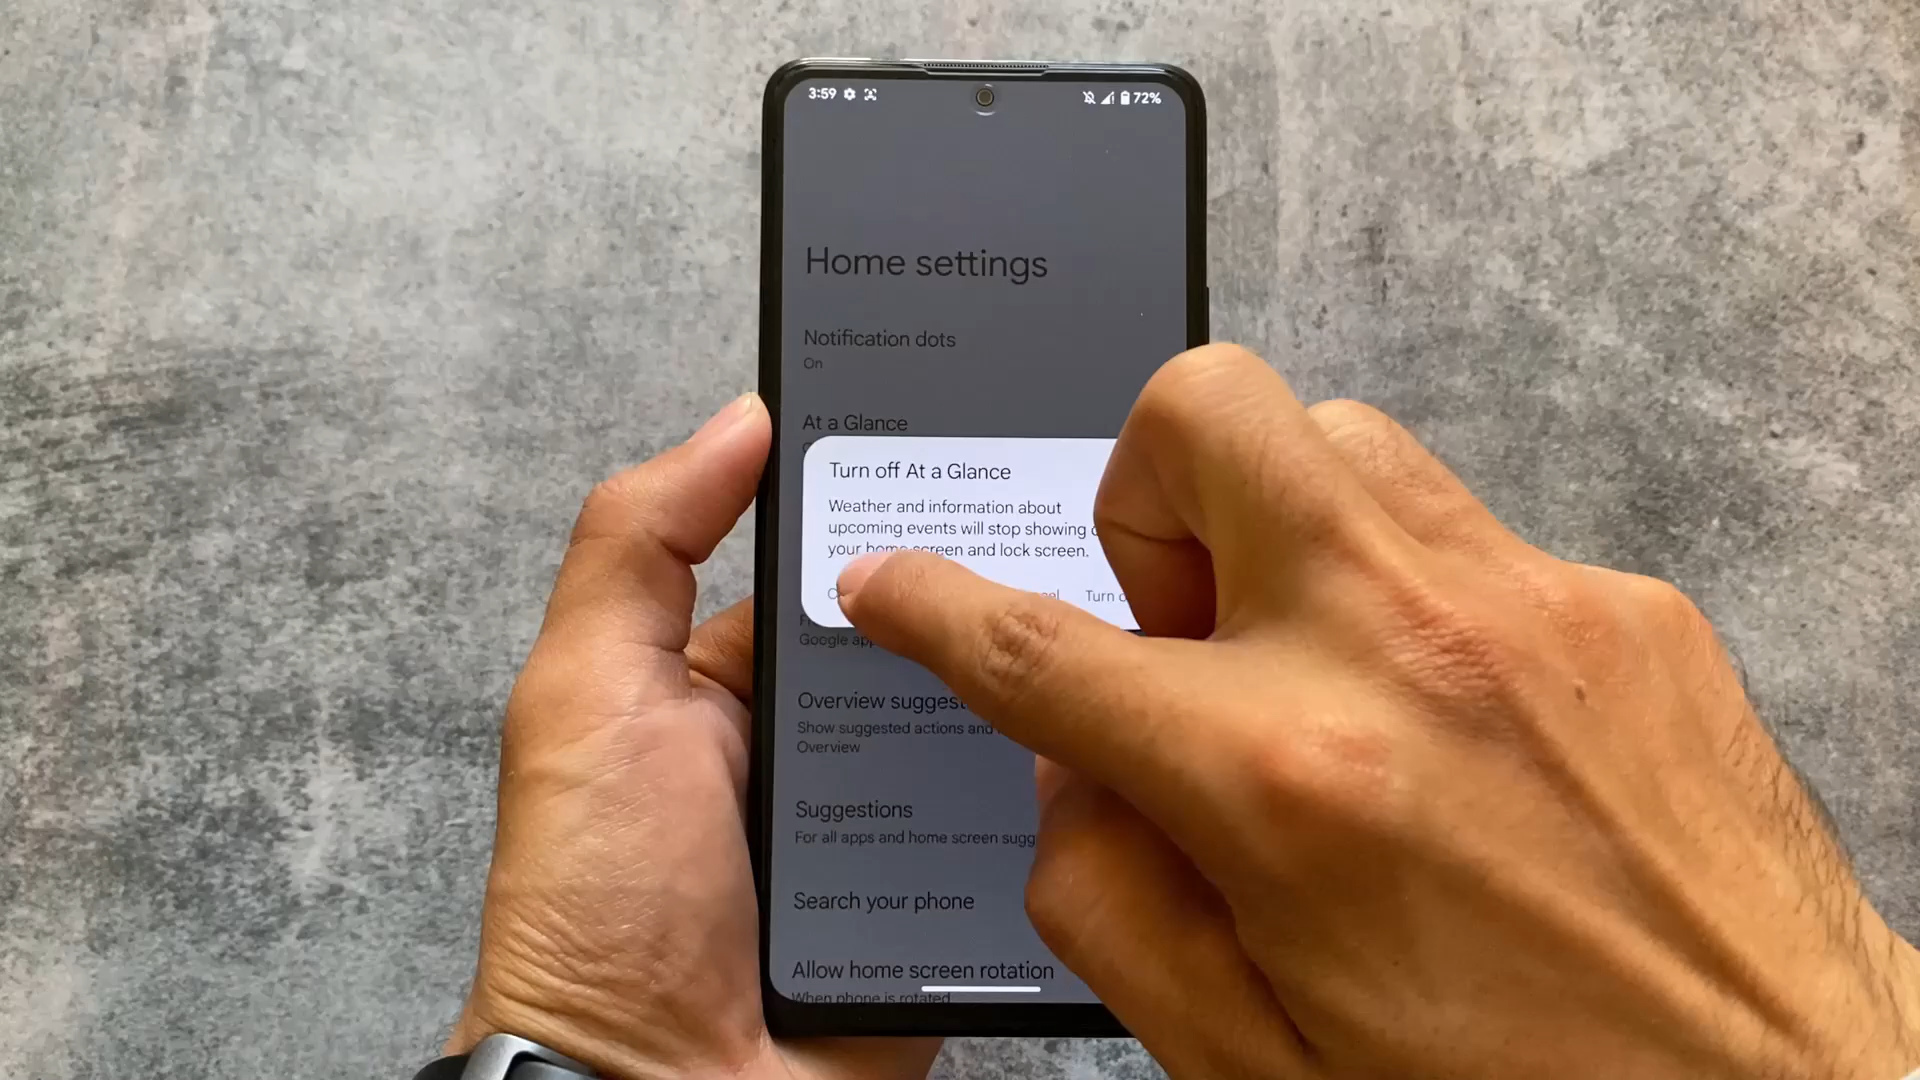 3:59
72%
Home settings
Notification dots
On
At a Glance
Turn off At a Glance
Weather and information about
upcoming events will stop showing
your home screen and lock screen.
Turn
Google app
Overview suggest
Show suggested actions and
Overview
Suggestions
For all apps and home screen sugg
Search your phone
Allow home screen rotation
When phone is rotated